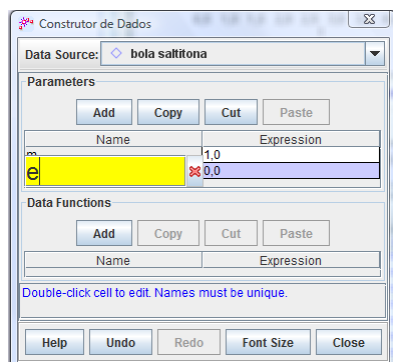 Construtor de Dados
Data Source: bola saltitona
Parameters
Add Copy Cut Paste
Name Expression
m 1,0
e 0,0
Data Functions
Add Copy Cut Paste
Name Expression
Double-click cell to edit. Names must be unique.
Help Undo Redo Font Size Close